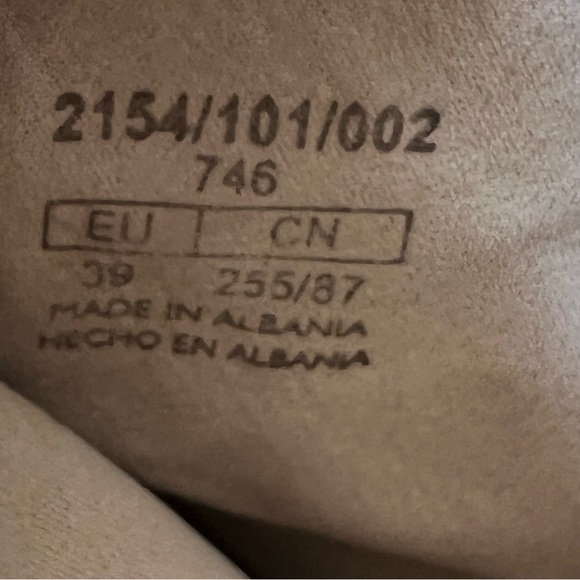 2154/101/002
746
EU CN
39 255/87
MADE IN ALBANIA
HECHO EN ALBANIA